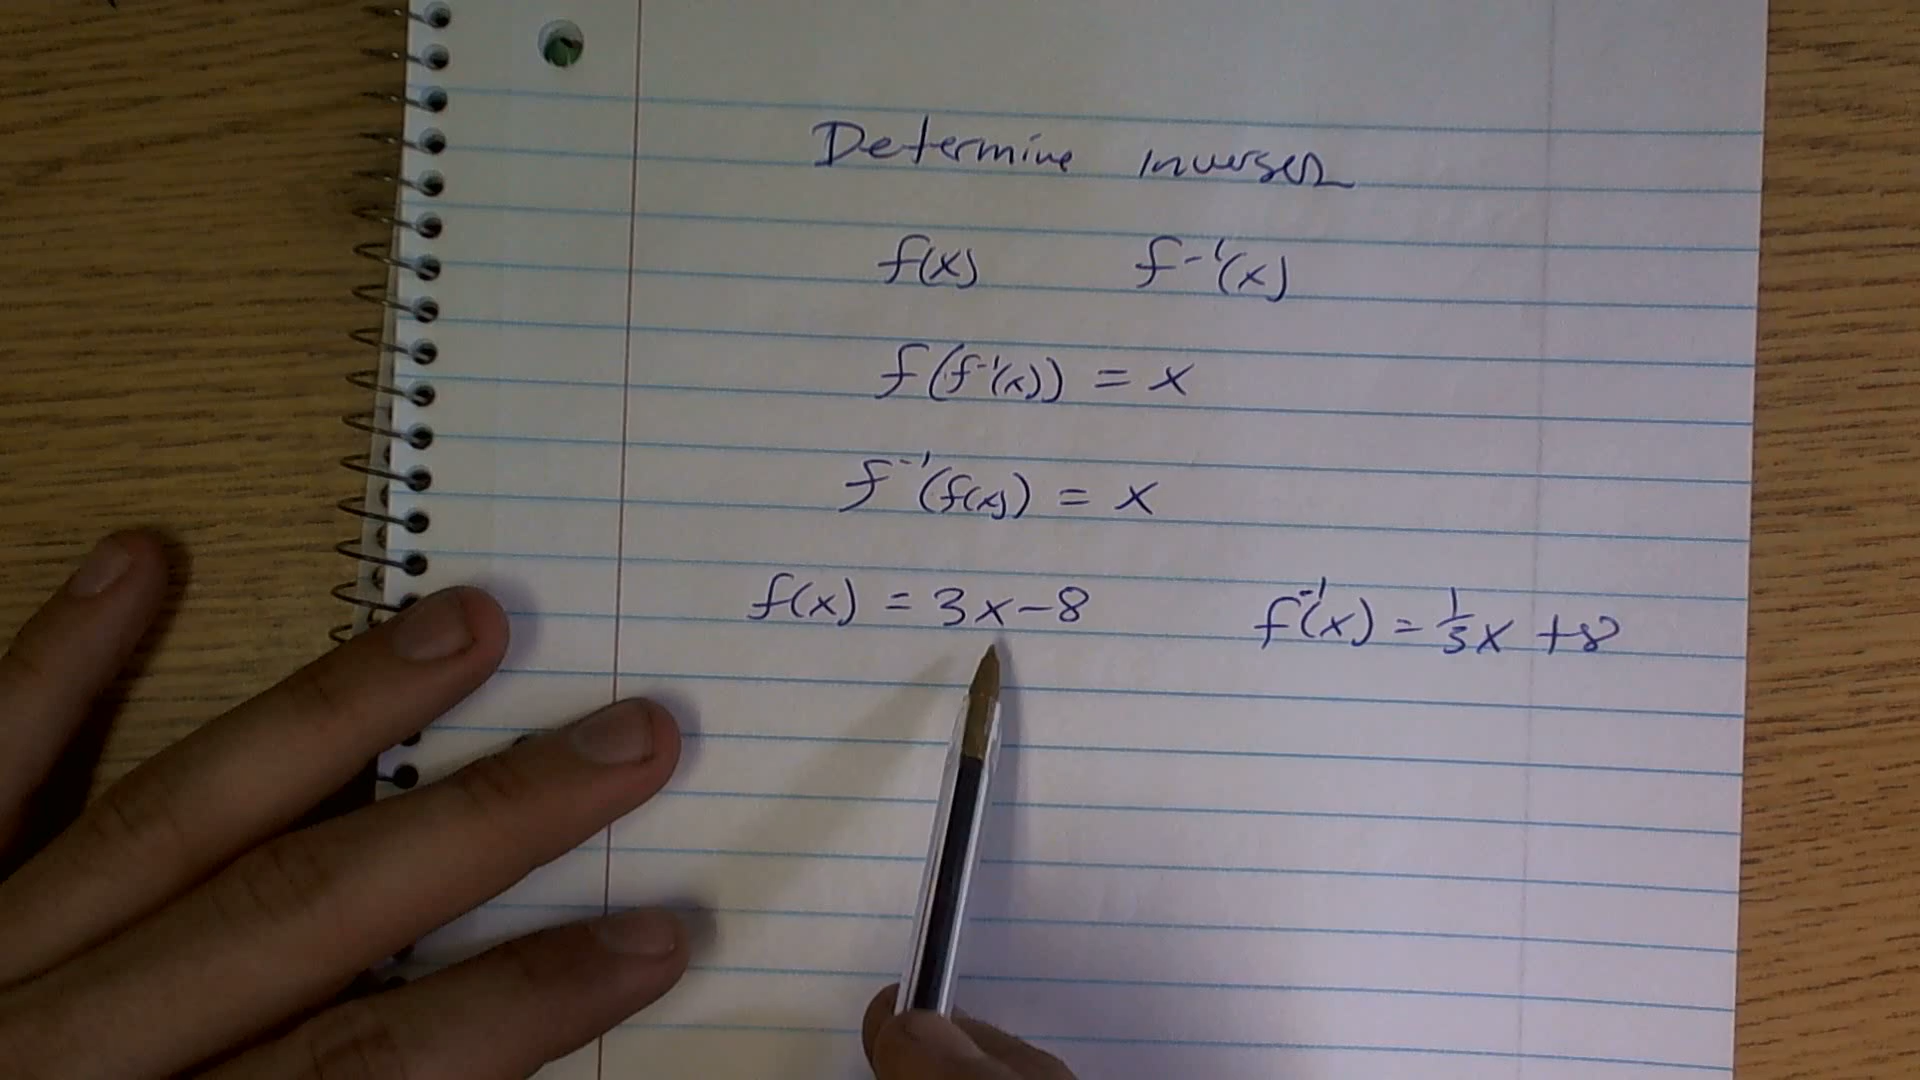 Determine inverses
f(x) f⁻¹(x)
f(f⁻¹(x)) = x
f⁻¹(f(x)) = x
f(x) = 3x-8 f⁻¹(x) = 1/3x +8